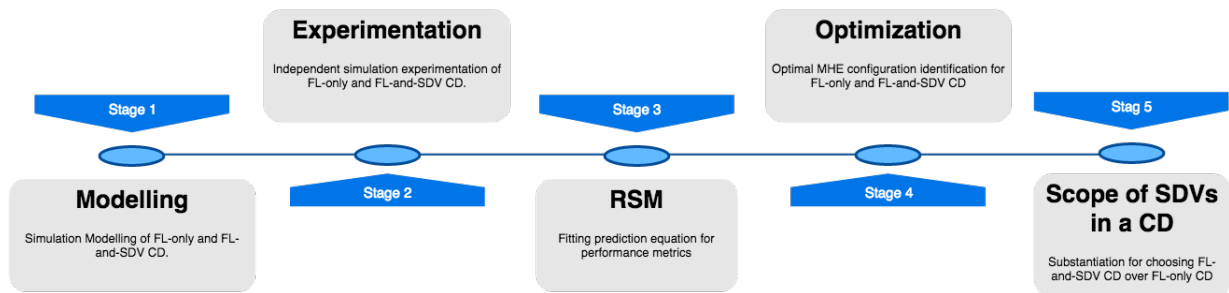 Stage 1
Modelling
Simulation Modelling of FL-only and FL-
and-SDV CD.
Experimentation
Independent simulation experimentation of
FL-only and FL-and-SDV CD.
Stage 2
Stage 3
RSM
Fitting prediction equation for
performance metrics
Optimization
Optimal MHE configuration identification for
FL-only and FL-and-SDV CD
Stage 4
Stag 5
Scope of SDVs
in a CD
Substantiation for choosing FL-
and-SDV CD over FL-only CD